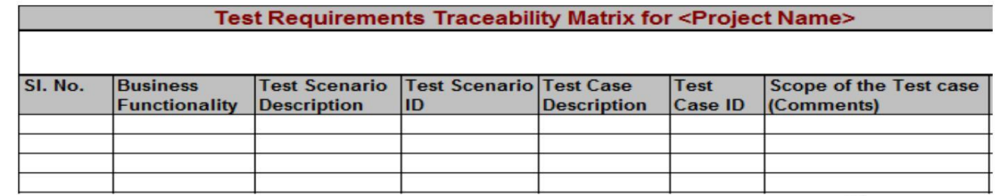 Test Requirements Traceability Matrix for <Project Name>
SI. No. Business Functionality Test Scenario Description Test Scenario ID Test Case Description Test Case ID Scope of the Test case (Comments)